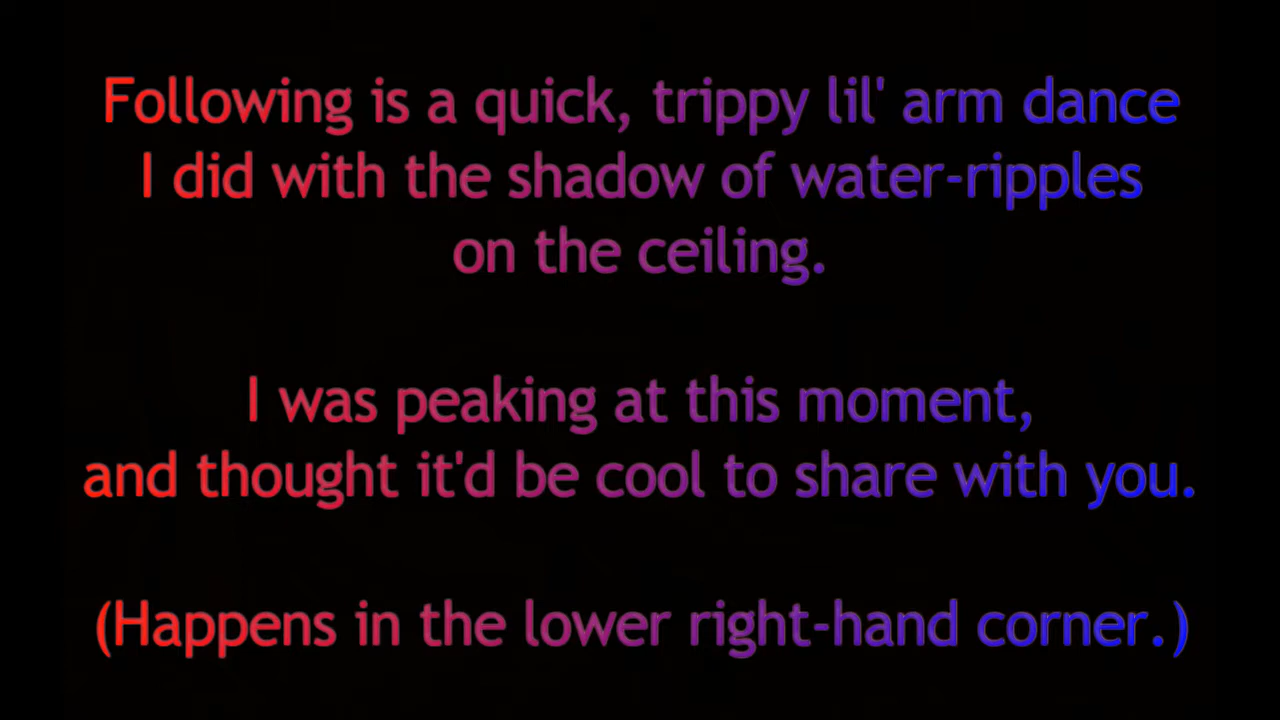 Following is a quick, trippy lil' arm dance
I did with the shadow of water-ripples
on the ceiling.
I was peaking at this moment,
and thought it'd be cool to share with you.
(Happens in the lower right-hand corner.)